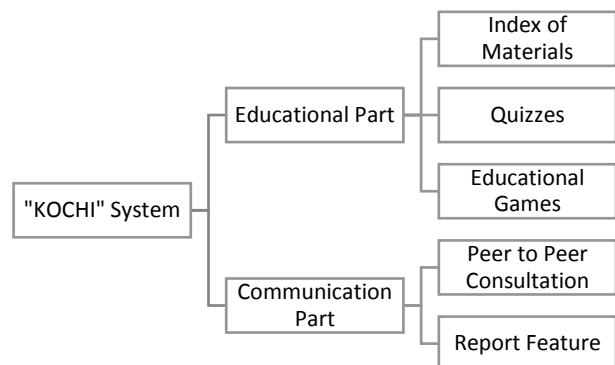 Index of
Materials
Educational Part
Quizzes
Educational
Games
"KOCHI" System
Peer to Peer
Consultation
Communication
Part
Report Feature